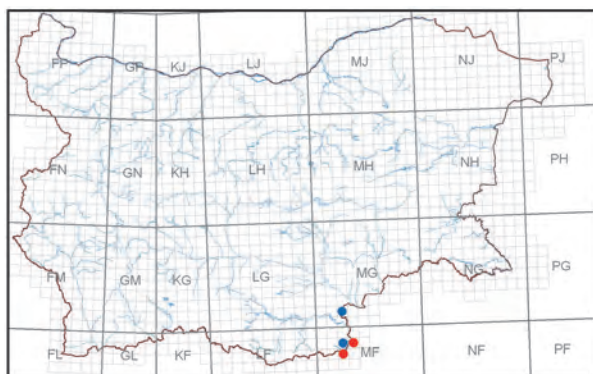 FP GP KJ LJ MJ NJ PJ
FN GN KH LH MH NH PH
FM GM KG LG MG NG PG
FL GL KF LF MF NF PF